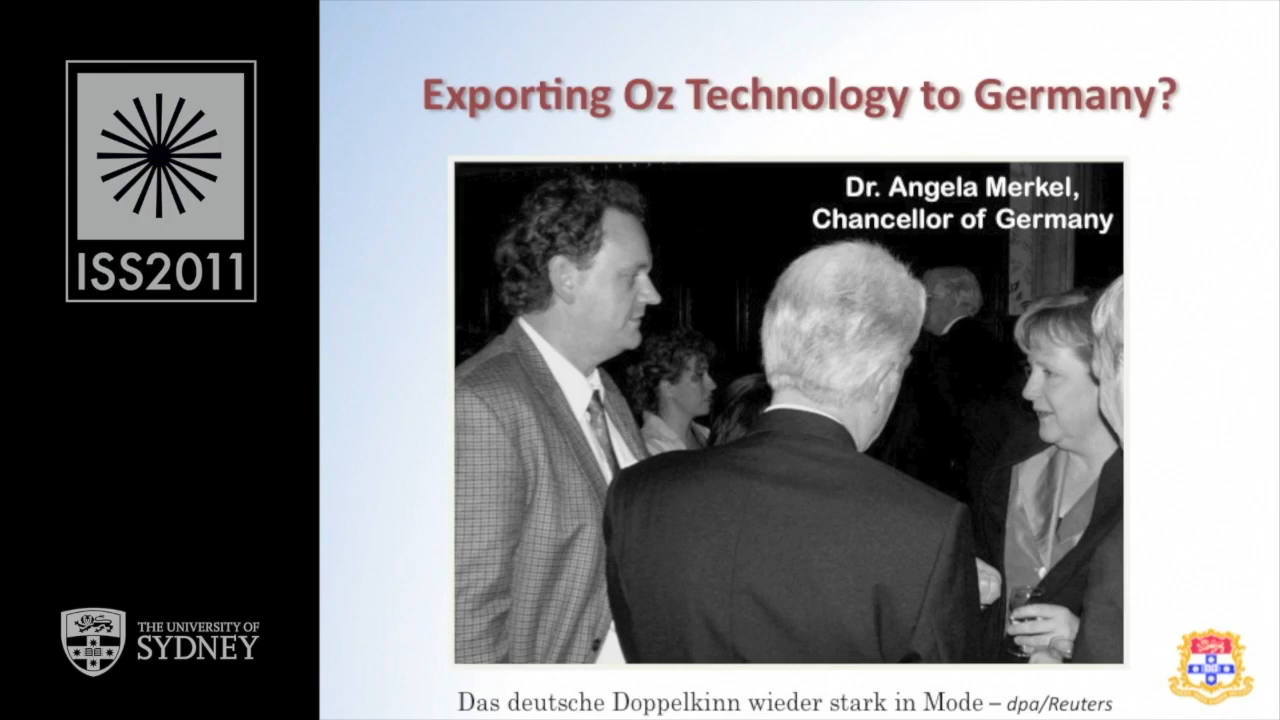 Exporting Oz Technology to Germany?
Dr. Angela Merkel,
Chancellor of Germany
ISS2011
THE UNIVERSITY OF
SYDNEY
Das deutsche Doppelkinn wieder stark in Mode – dpa/Reuters